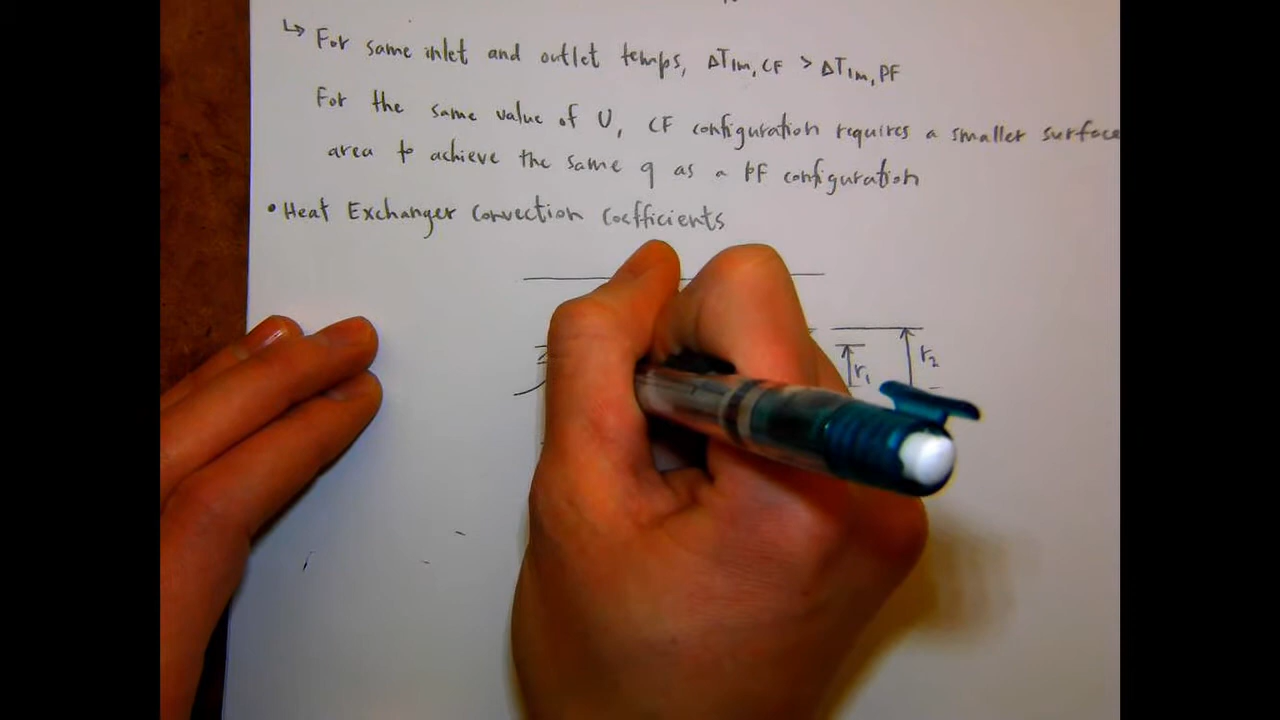 ↳ For same inlet and outlet temps, ΔTlm,CF > ΔTlm,PF
For the same value of U, CF configuration requires a smaller surface
area to achieve the same q as a PF configuration
• Heat Exchanger Convection Coefficients
r₂
r₁